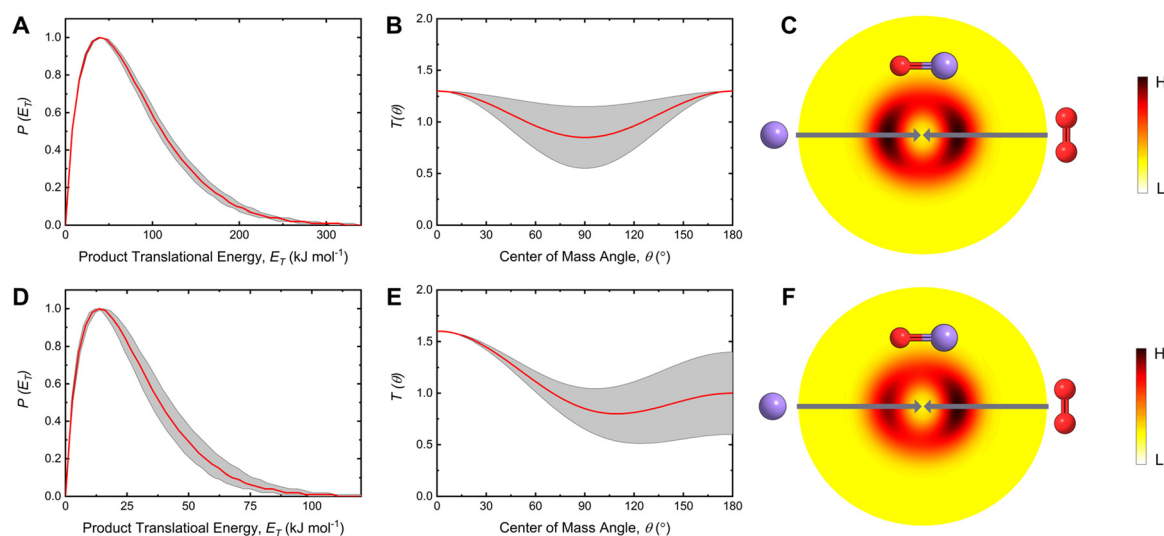 A
P (E_T)
1.0
0.8
0.6
0.4
0.2
0.0
0 100 200 300
Product Translational Energy, E_T (kJ mol⁻¹)
B
T(θ)
2.0
1.5
1.0
0.5
0.0
0 30 60 90 120 150 180
Center of Mass Angle, θ (°)
C
H
L
D
P (E_T)
1.0
0.8
0.6
0.4
0.2
0.0
0 25 50 75 100
Product Translatioal Energy, E_T (kJ mol⁻¹)
E
T(θ)
2.0
1.5
1.0
0.5
0.0
0 30 60 90 120 150 180
Center of Mass Angle, θ (°)
F
H
L